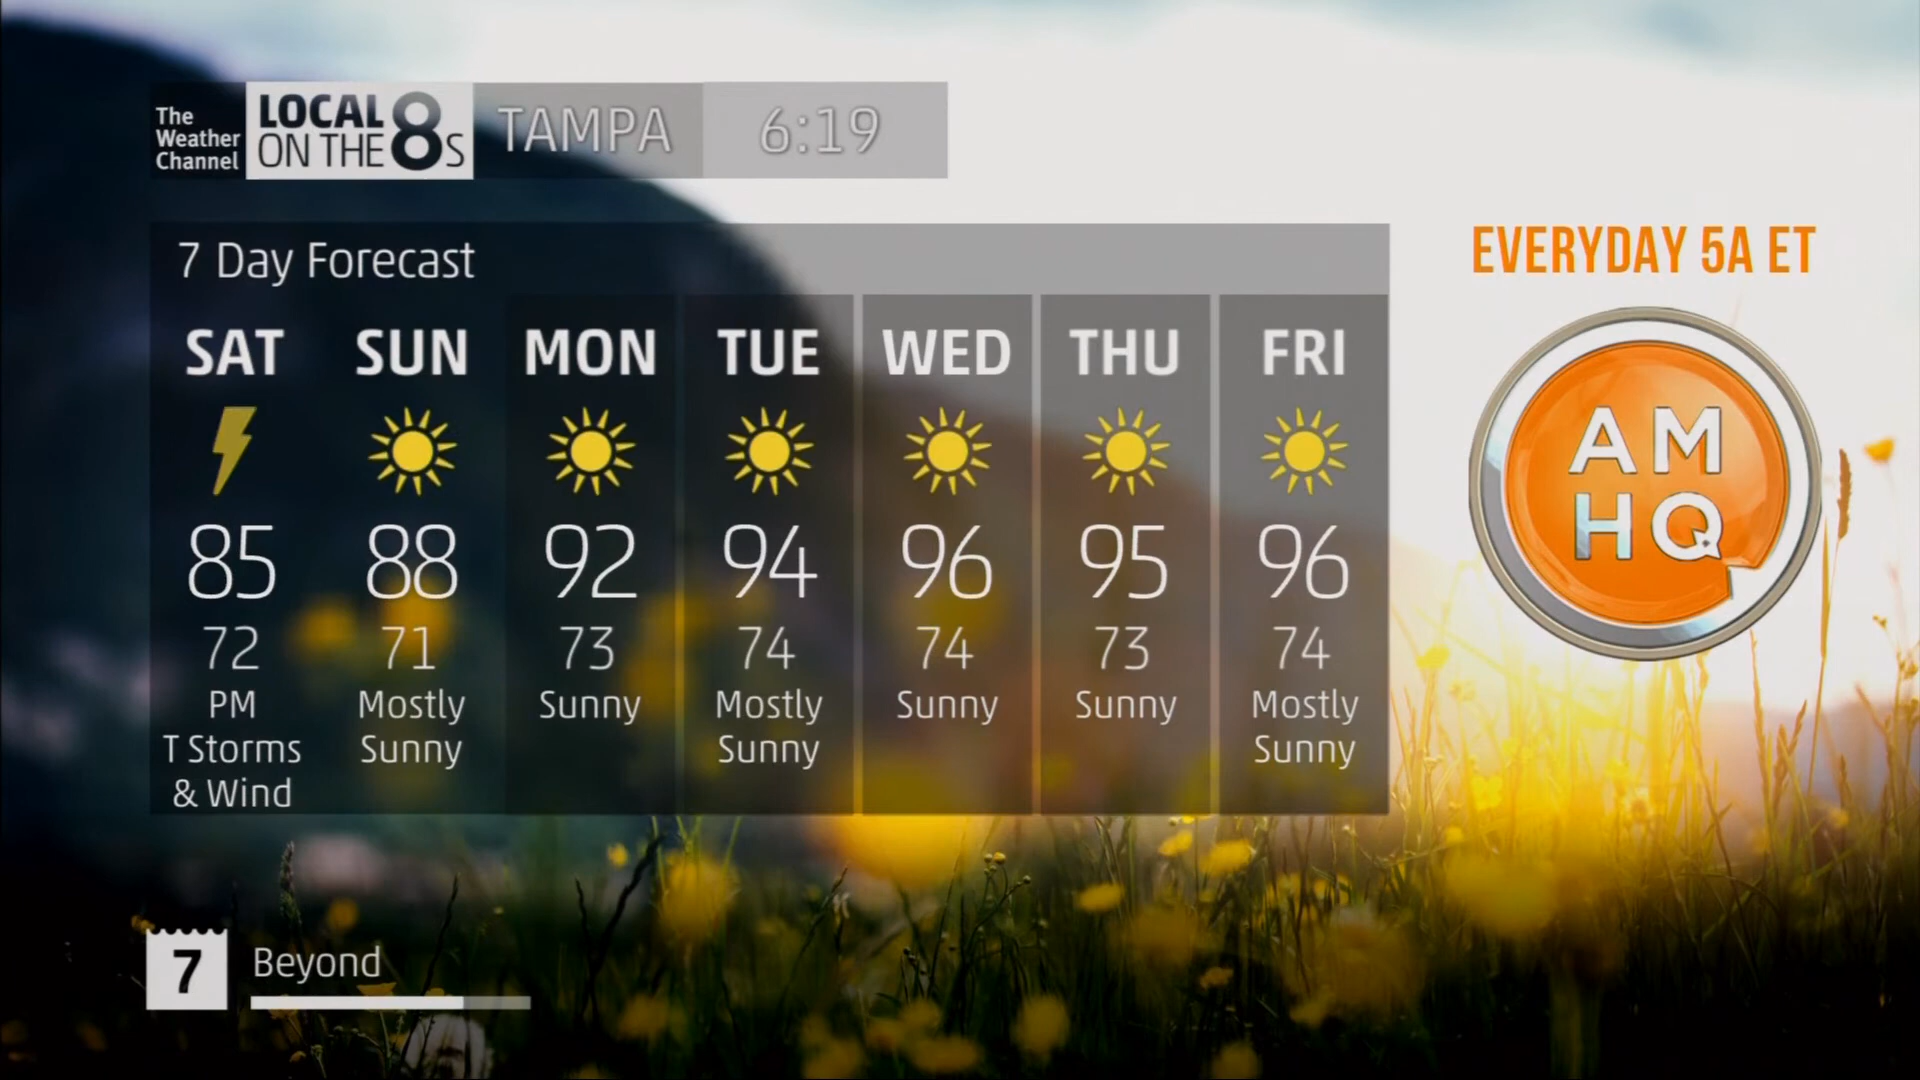 The
Weather
Channel
LOCAL
ON THE 8s
TAMPA
6:19
EVERYDAY 5A ET
AM
HQ
7 Day Forecast
SAT SUN MON TUE WED THU FRI
85 88 92 94 96 95 96
72 71 73 74 74 73 74
PM
T Storms
& Wind
Mostly
Sunny
Sunny
Mostly
Sunny
Sunny
Sunny
Mostly
Sunny
7
Beyond